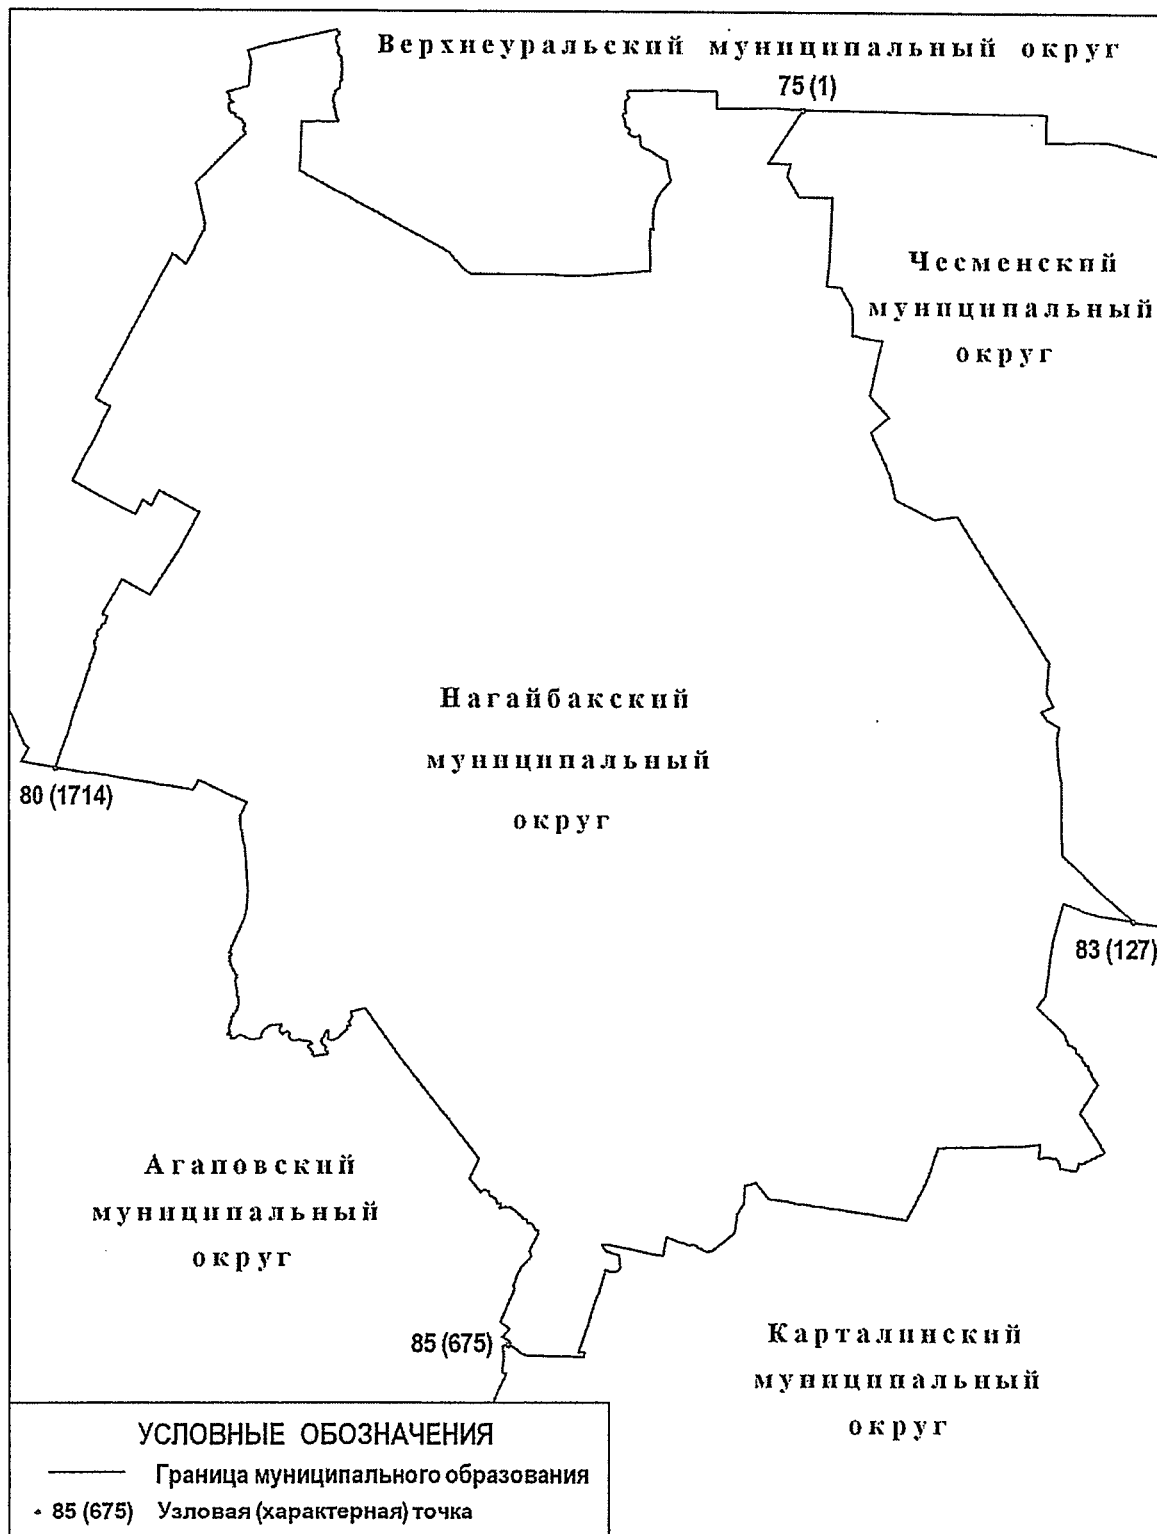 Верхнеуральский муниципальный округ
75 (1)
Чесменский
муниципальный
округ
Нагайбакский
муниципальный
округ
80 (1714)
83 (127)
Агаповский
муниципальный
округ
85 (675)
Карталинский
муниципальный
округ
УСЛОВНЫЕ ОБОЗНАЧЕНИЯ
Граница муниципального образования
85 (675) Узловая (характерная) точка